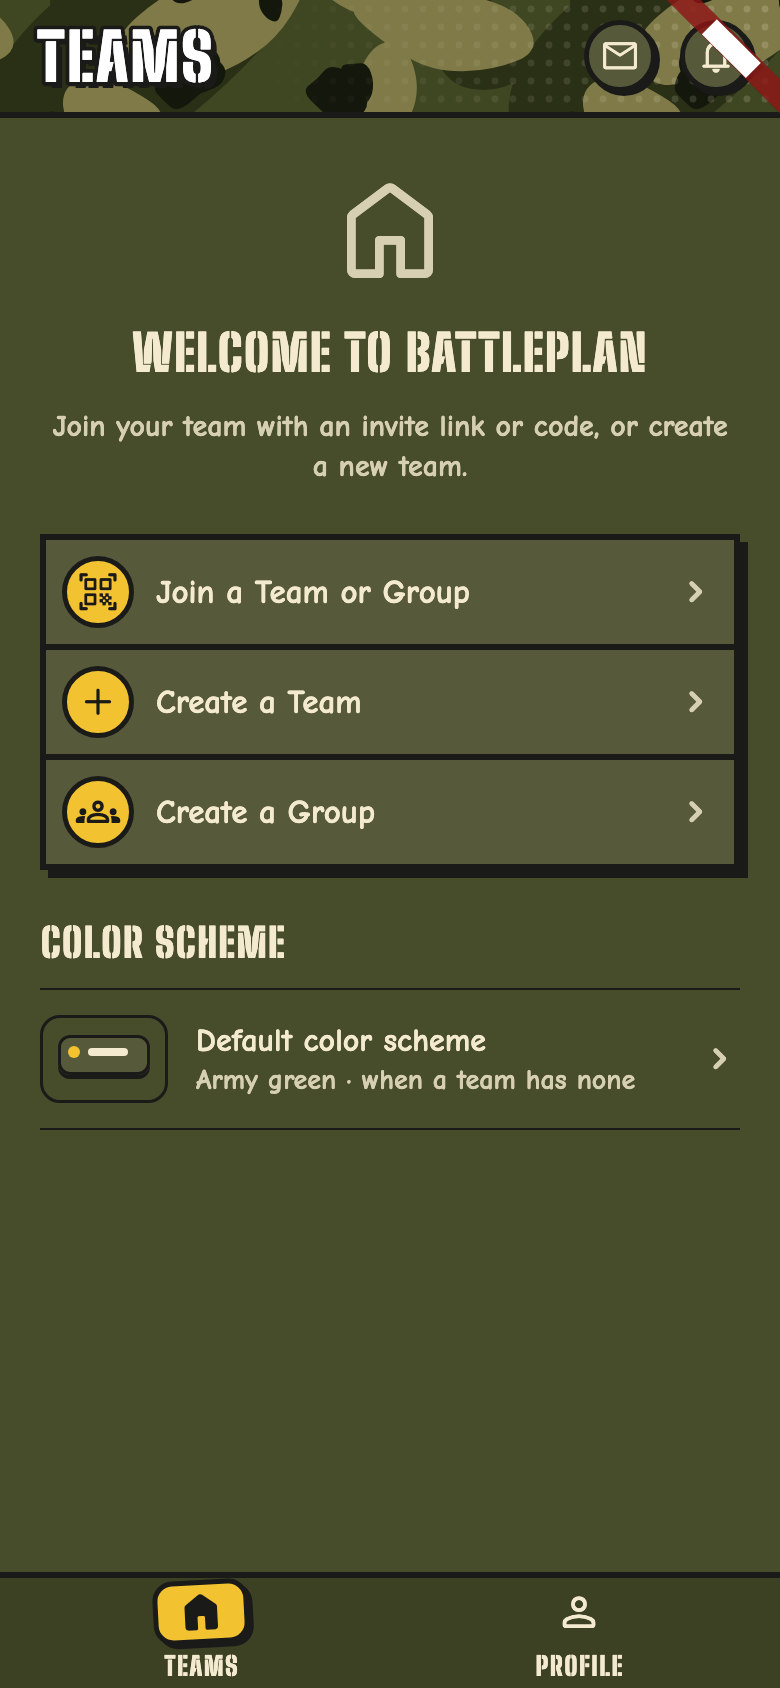 TEAMS
WELCOME TO BATTLEPLAN
Join your team with an invite link or code, or create
a new team.
Join a Team or Group
Create a Team
Create a Group
COLOR SCHEME
Default color scheme
Army green · when a team has none
TEAMS
PROFILE